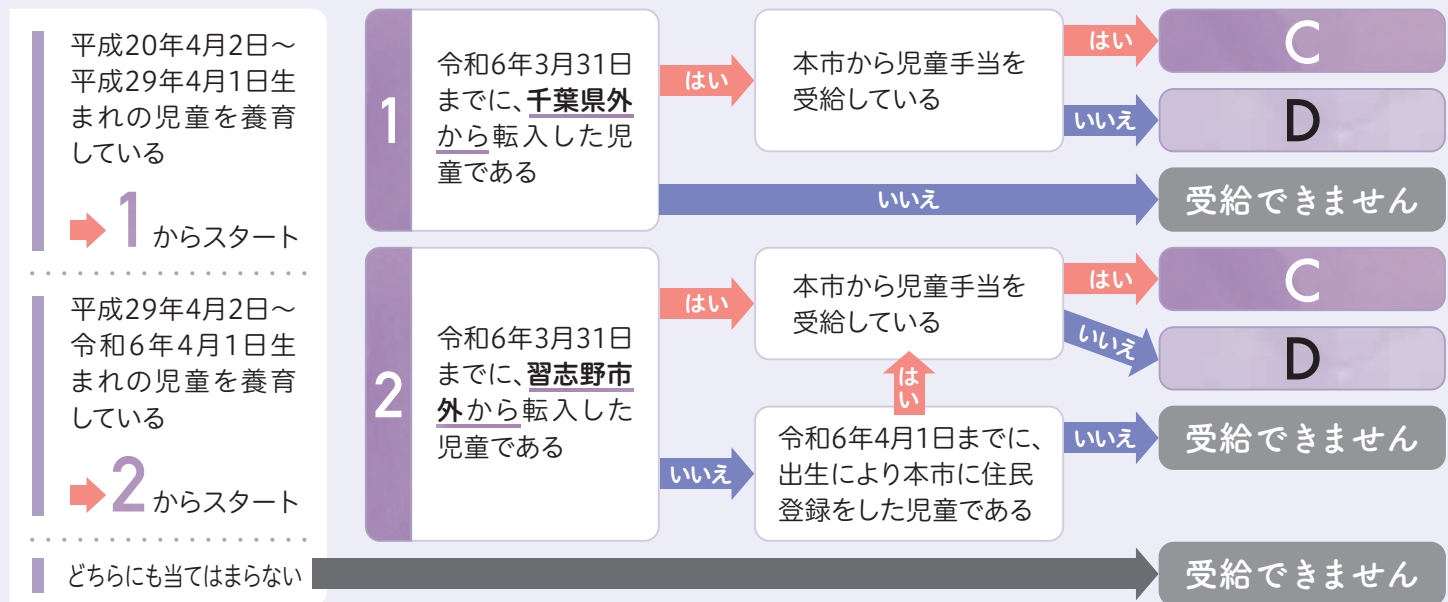 平成20年4月2日～
平成29年4月1日生
まれの児童を養育
している
1 からスタート
平成29年4月2日～
令和6年4月1日生
まれの児童を養育
している
2 からスタート
どちらにも当てはまらない
1
令和6年3月31日
までに、千葉県外
から転入した児
童である
はい
本市から児童手当を
受給している
はい
C
いいえ
D
いいえ
受給できません
2
令和6年3月31日
までに、習志野市
外から転入した
児童である
はい
本市から児童手当を
受給している
はい
C
いいえ
D
いいえ
令和6年4月1日までに、
出生により本市に住民
登録をした児童である
はい
いいえ
受給できません
受給できません